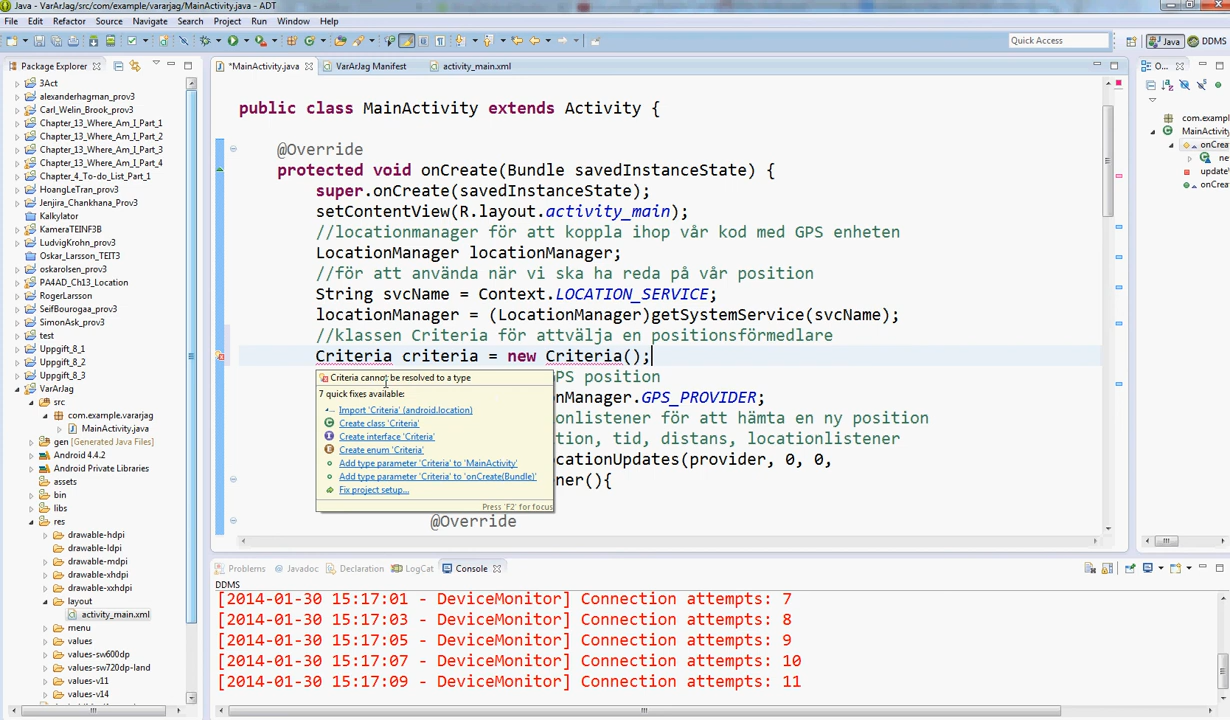 Java - VarArJag/src/com/example/vararjag/MainActivity.java - ADT
File Edit Refactor Source Navigate Search Project Run Window Help
Quick Access
Java
DDMS
Package Explorer
3Act
alexanderhagman_prov3
Carl_Welin_Brook_prov3
Chapter_13_Where_Am_I_Part_1
Chapter_13_Where_Am_I_Part_2
Chapter_13_Where_Am_I_Part_3
Chapter_13_Where_Am_I_Part_4
Chapter_4_To-do_List_Part_1
HoangLeTran_prov3
Jenjira_Chankhana_Prov3
Kalkylator
KameraTEINF3B
LudvigKrohn_prov3
Oskar_Larsson_TEIT3
oskarolsen_prov3
PA4AD_Ch13_Location
RogerLarsson
SeifBourogaa_prov3
SimonAsk_prov3
test
Uppgift_8_1
Uppgift_8_2
Uppgift_8_3
VarArJag
src
com.example.vararjag
MainActivity.java
gen [Generated Java Files]
Android 4.4.2
Android Private Libraries
assets
bin
libs
res
drawable-hdpi
drawable-ldpi
drawable-mdpi
drawable-xhdpi
drawable-xxhdpi
layout
activity_main.xml
menu
values
values-sw600dp
values-sw720dp-land
values-v11
values-v14
*MainActivity.java
VarArJag Manifest
activity_main.xml
public class MainActivity extends Activity {
@Override
protected void onCreate(Bundle savedInstanceState) {
super.onCreate(savedInstanceState);
setContentView(R.layout.activity_main);
//locationmanager för att koppla ihop vår kod med GPS enheten
LocationManager locationManager;
//för att använda när vi ska ha reda på vår position
String svcName = Context.LOCATION_SERVICE;
locationManager = (LocationManager)getSystemService(svcName);
//klassen Criteria för attvälja en positionsförmedlare
Criteria criteria = new Criteria();
GPS position
onManager.GPS_PROVIDER;
onlistener för att hämta en ny position
tion, tid, distans, locationlistener
ocationUpdates(provider, 0, 0,
ner(){
@Override
Criteria cannot be resolved to a type
7 quick fixes available:
Import 'Criteria' (android.location)
Create class 'Criteria'
Create interface 'Criteria'
Create enum 'Criteria'
Add type parameter 'Criteria' to 'MainActivity'
Add type parameter 'Criteria' to 'onCreate(Bundle)'
Fix project setup...
Press 'F2' for focus
O...
com.examp
MainActivity
onCrea
ne
update
onCrea
Problems
Javadoc
Declaration
LogCat
Console
DDMS
[2014-01-30 15:17:01 - DeviceMonitor] Connection attempts: 7
[2014-01-30 15:17:03 - DeviceMonitor] Connection attempts: 8
[2014-01-30 15:17:05 - DeviceMonitor] Connection attempts: 9
[2014-01-30 15:17:07 - DeviceMonitor] Connection attempts: 10
[2014-01-30 15:17:09 - DeviceMonitor] Connection attempts: 11